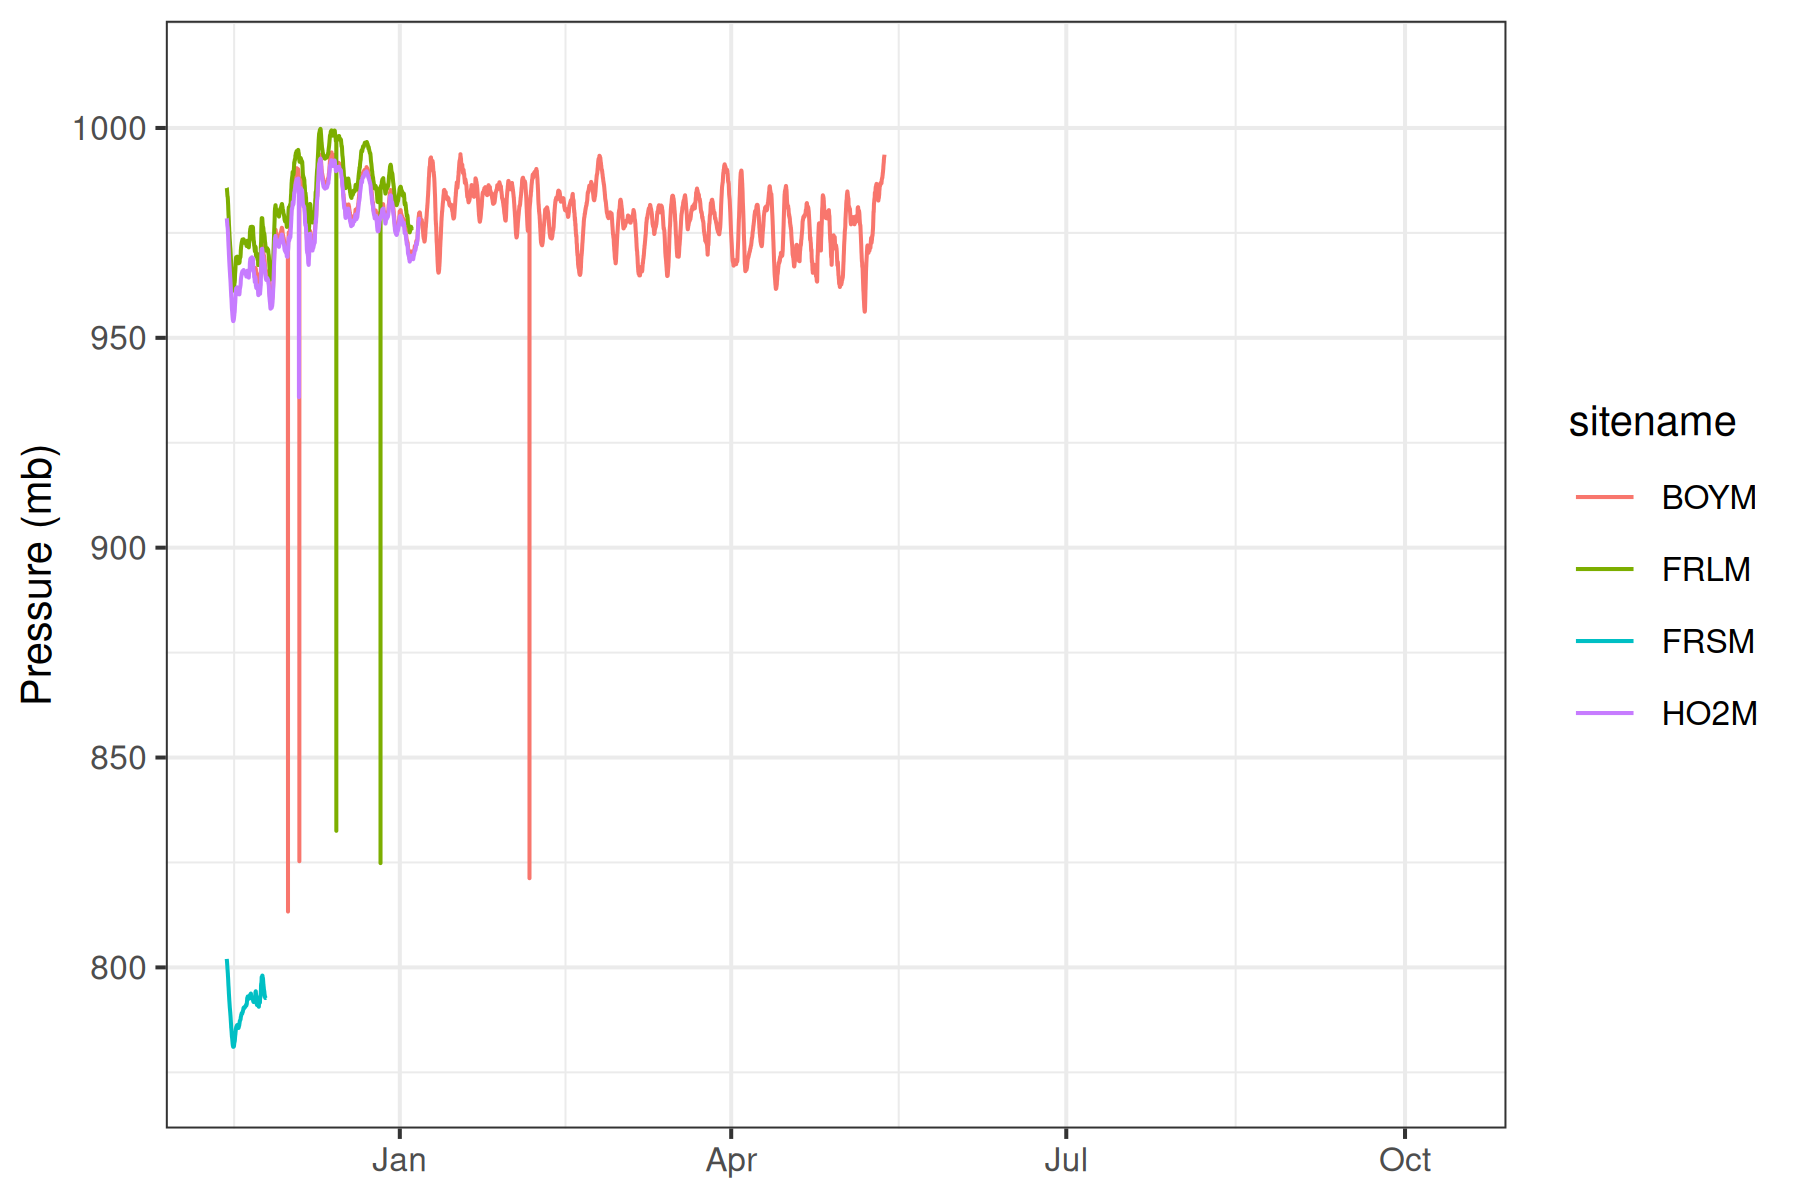 1000
950
900
850
800
Pressure (mb)
Jan
Apr
Jul
Oct
sitename
BOYM
FRLM
FRSM
HO2M